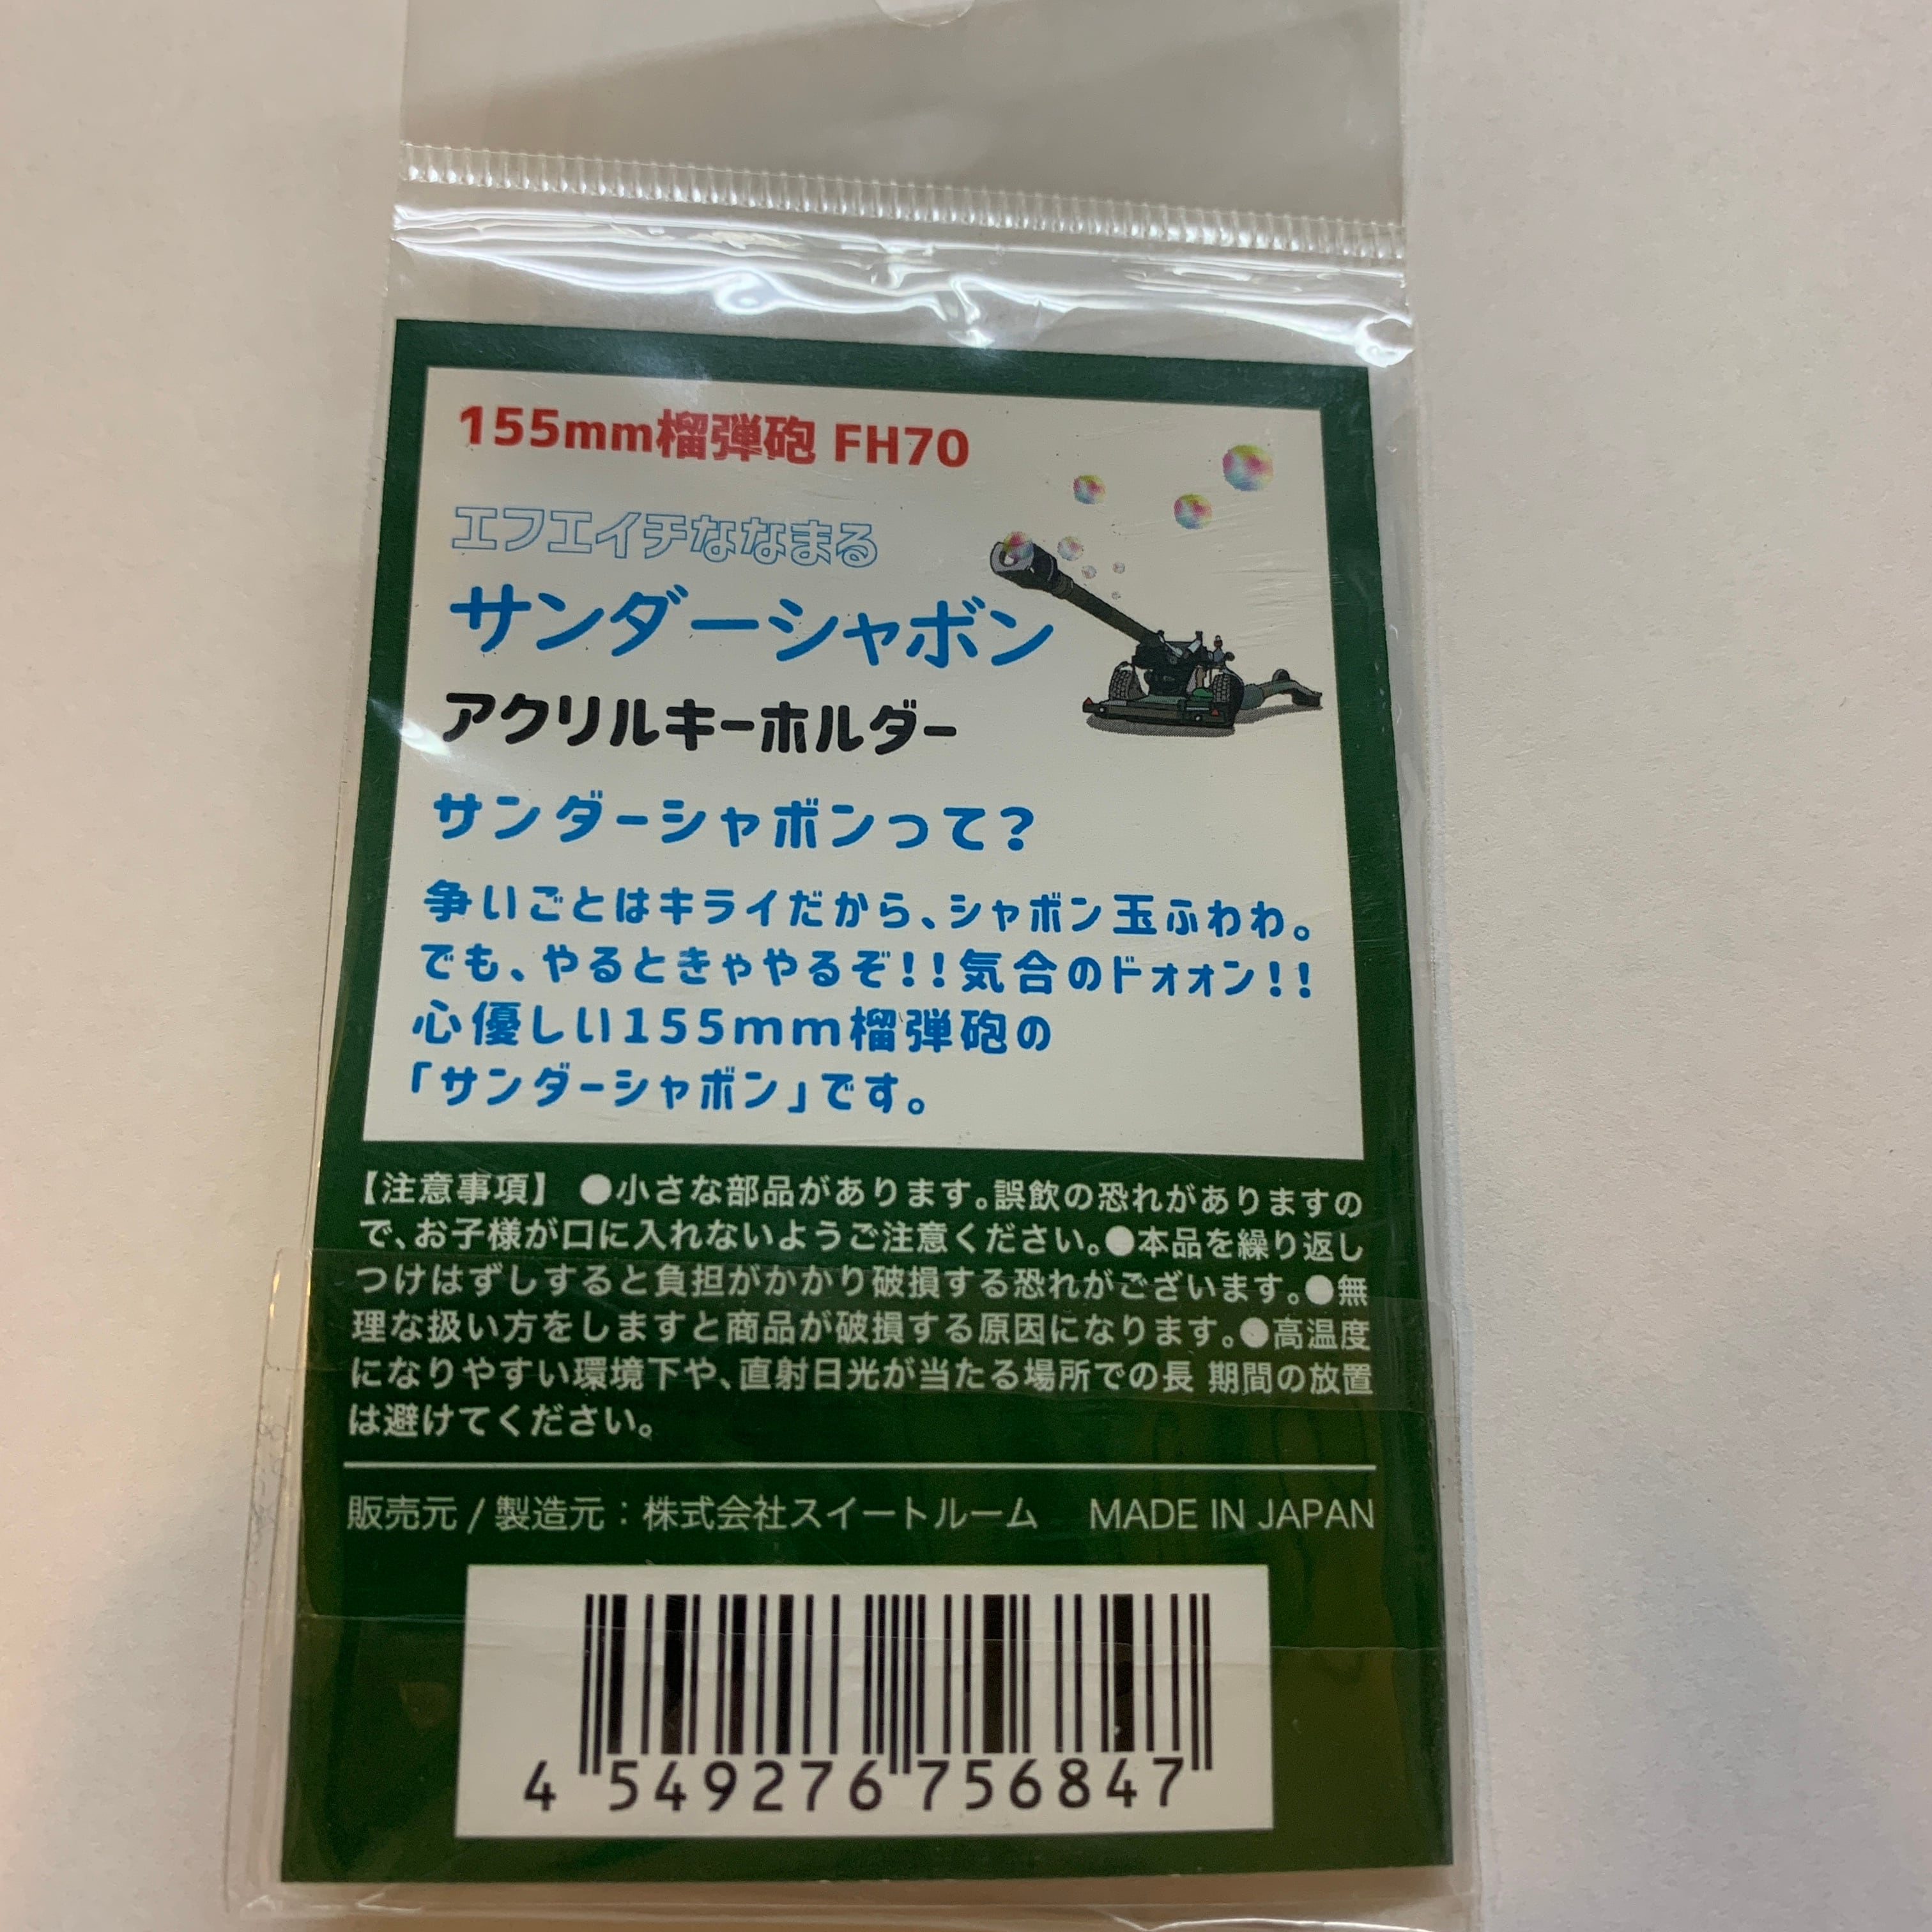 155mm榴弾砲 FH70
エフエイチななまる
サンダーシャボン
アクリルキーホルダー
サンダーシャボンって?
争いごとはキライだから、シャボン玉ふわわ。
でも、やるときゃやるぞ!!気合のドォオン!!
心優しい155mm榴弾砲の
「サンダーシャボン」です。
【注意事項】 ●小さな部品があります。誤飲の恐れがありますの
で、お子様が口に入れないようご注意ください。●本品を繰り返し
つけはずしすると負担がかかり破損する恐れがございます。●無
理な扱い方をしますと商品が破損する原因になります。●高温度
になりやすい環境下や、直射日光が当たる場所での長 期間の放置
は避けてください。
販売元 / 製造元:株式会社スイートルーム MADE IN JAPAN
4 549276 756847